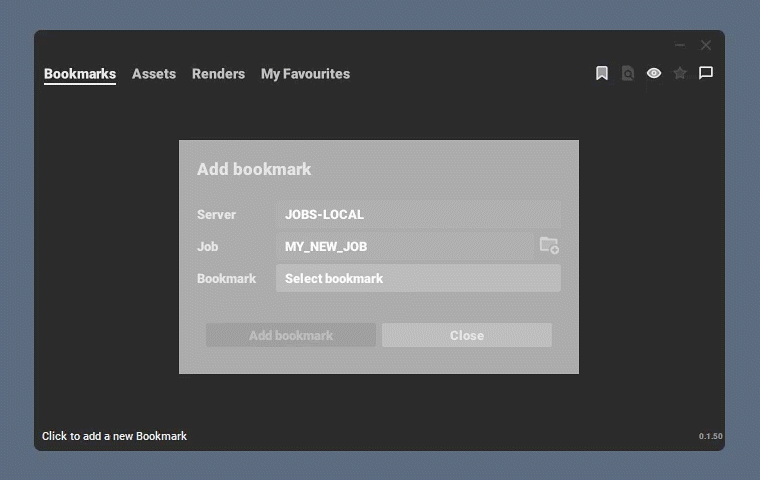 Bookmarks Assets Renders My Favourites
Add bookmark
Server JOBS-LOCAL
Job MY_NEW_JOB
Bookmark Select bookmark
Add bookmark Close
Click to add a new Bookmark 0.1.50